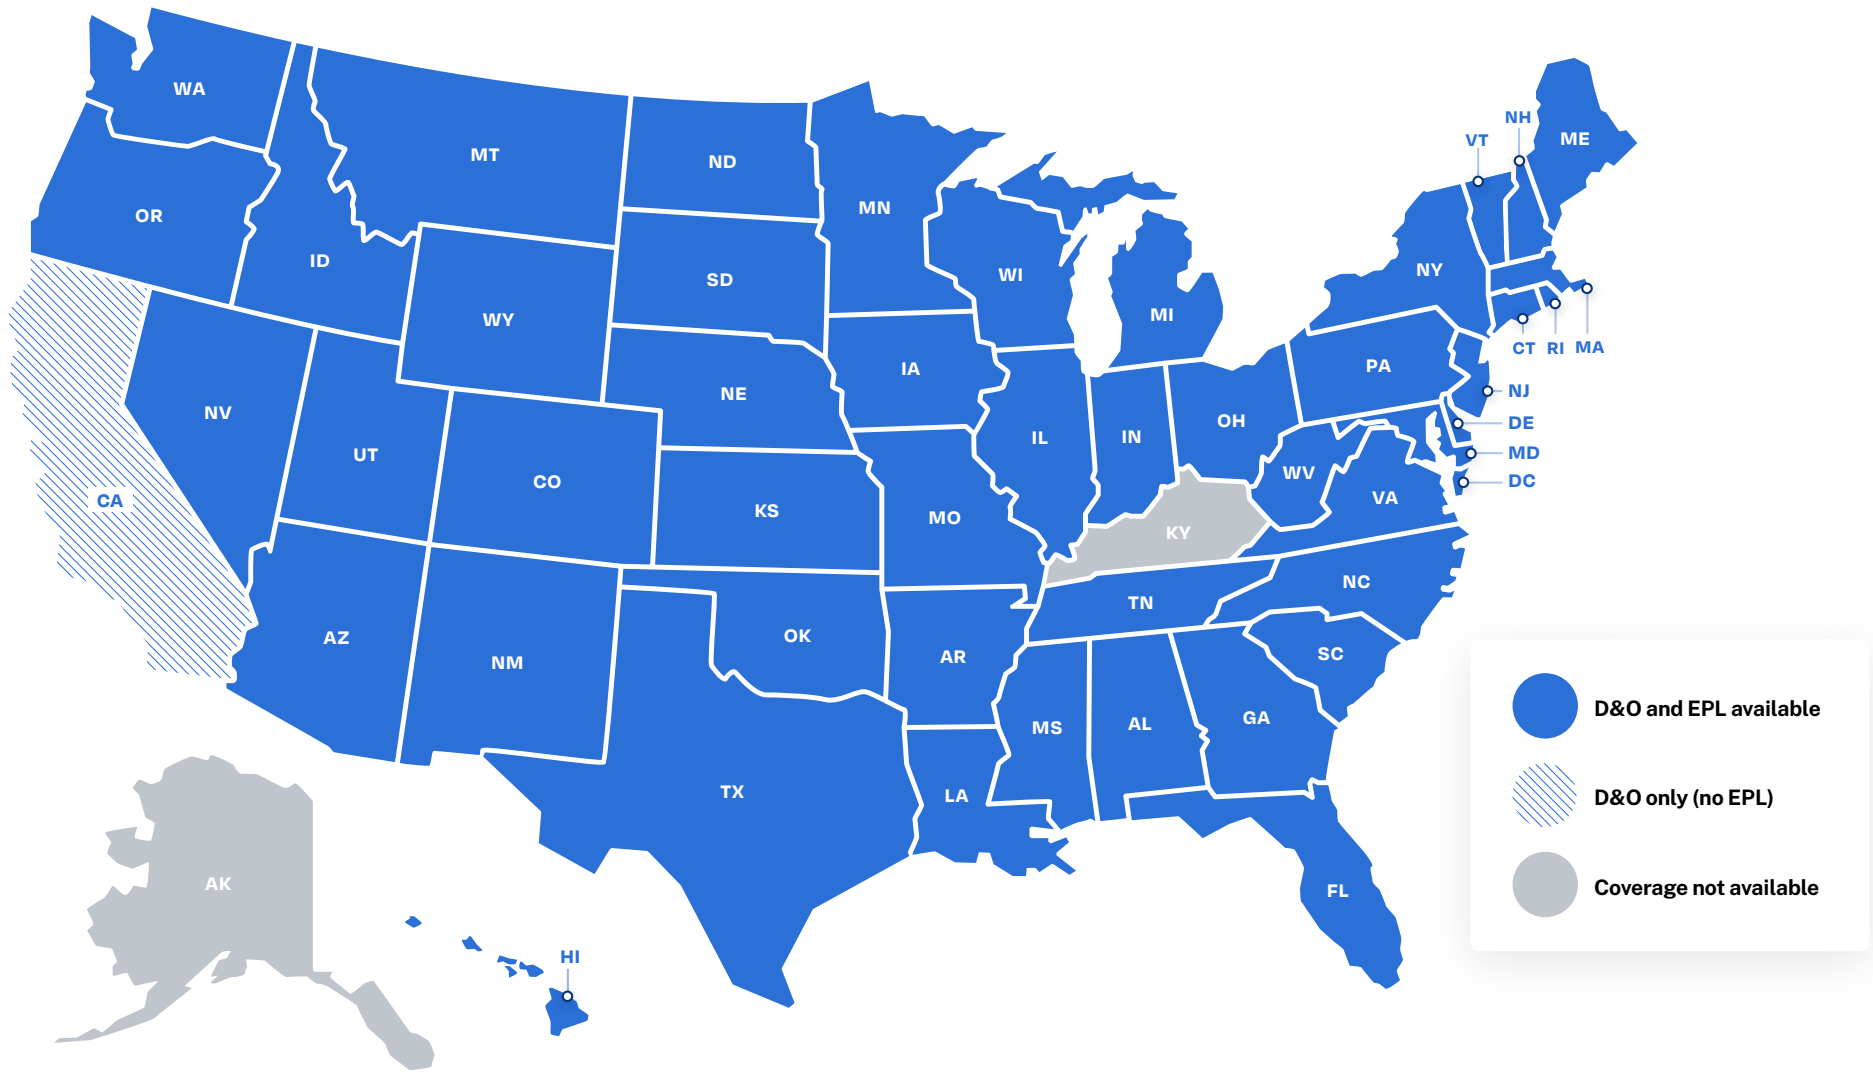 WA
MT
ND
MN
OR
ID
SD
WI
MI
NY
VT
NH
ME
WY
NE
IA
PA
CT
RI
MA
NJ
DE
MD
DC
NV
UT
CO
KS
MO
IL
IN
OH
WV
VA
KY
CA
AZ
NM
OK
AR
TN
NC
SC
MS
AL
GA
TX
LA
FL
AK
HI
D&O and EPL available
D&O only (no EPL)
Coverage not available